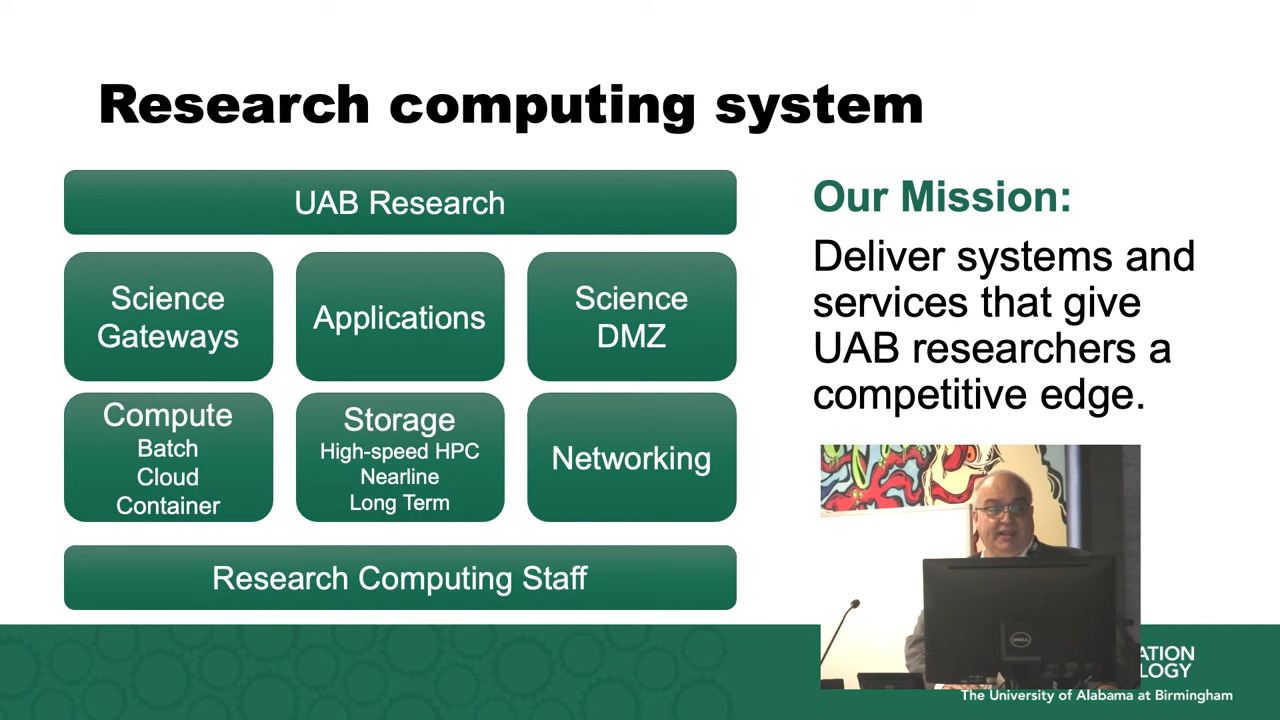 Research computing system
UAB Research
Science
Gateways
Applications
Science
DMZ
Compute
Batch
Cloud
Container
Storage
High-speed HPC
Nearline
Long Term
Networking
Research Computing Staff
Our Mission:
Deliver systems and
services that give
UAB researchers a
competitive edge.
DELL
ATION
OLOGY
The University of Alabama at Birmingham